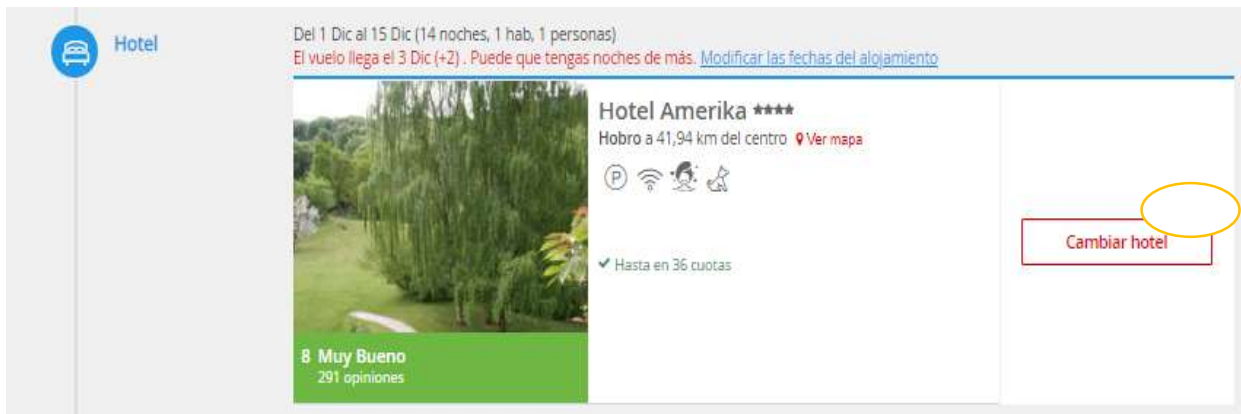 Hotel
Del 1 Dic al 15 Dic (14 noches, 1 hab, 1 personas)
El vuelo llega el 3 Dic (+2) . Puede que tengas noches de más. Modificar las fechas del alojamiento
Hotel Amerika ****
Hobro a 41,94 km del centro Ver mapa
P
Cambiar hotel
✔ Hasta en 36 cuotas
8 Muy Bueno
291 opiniones